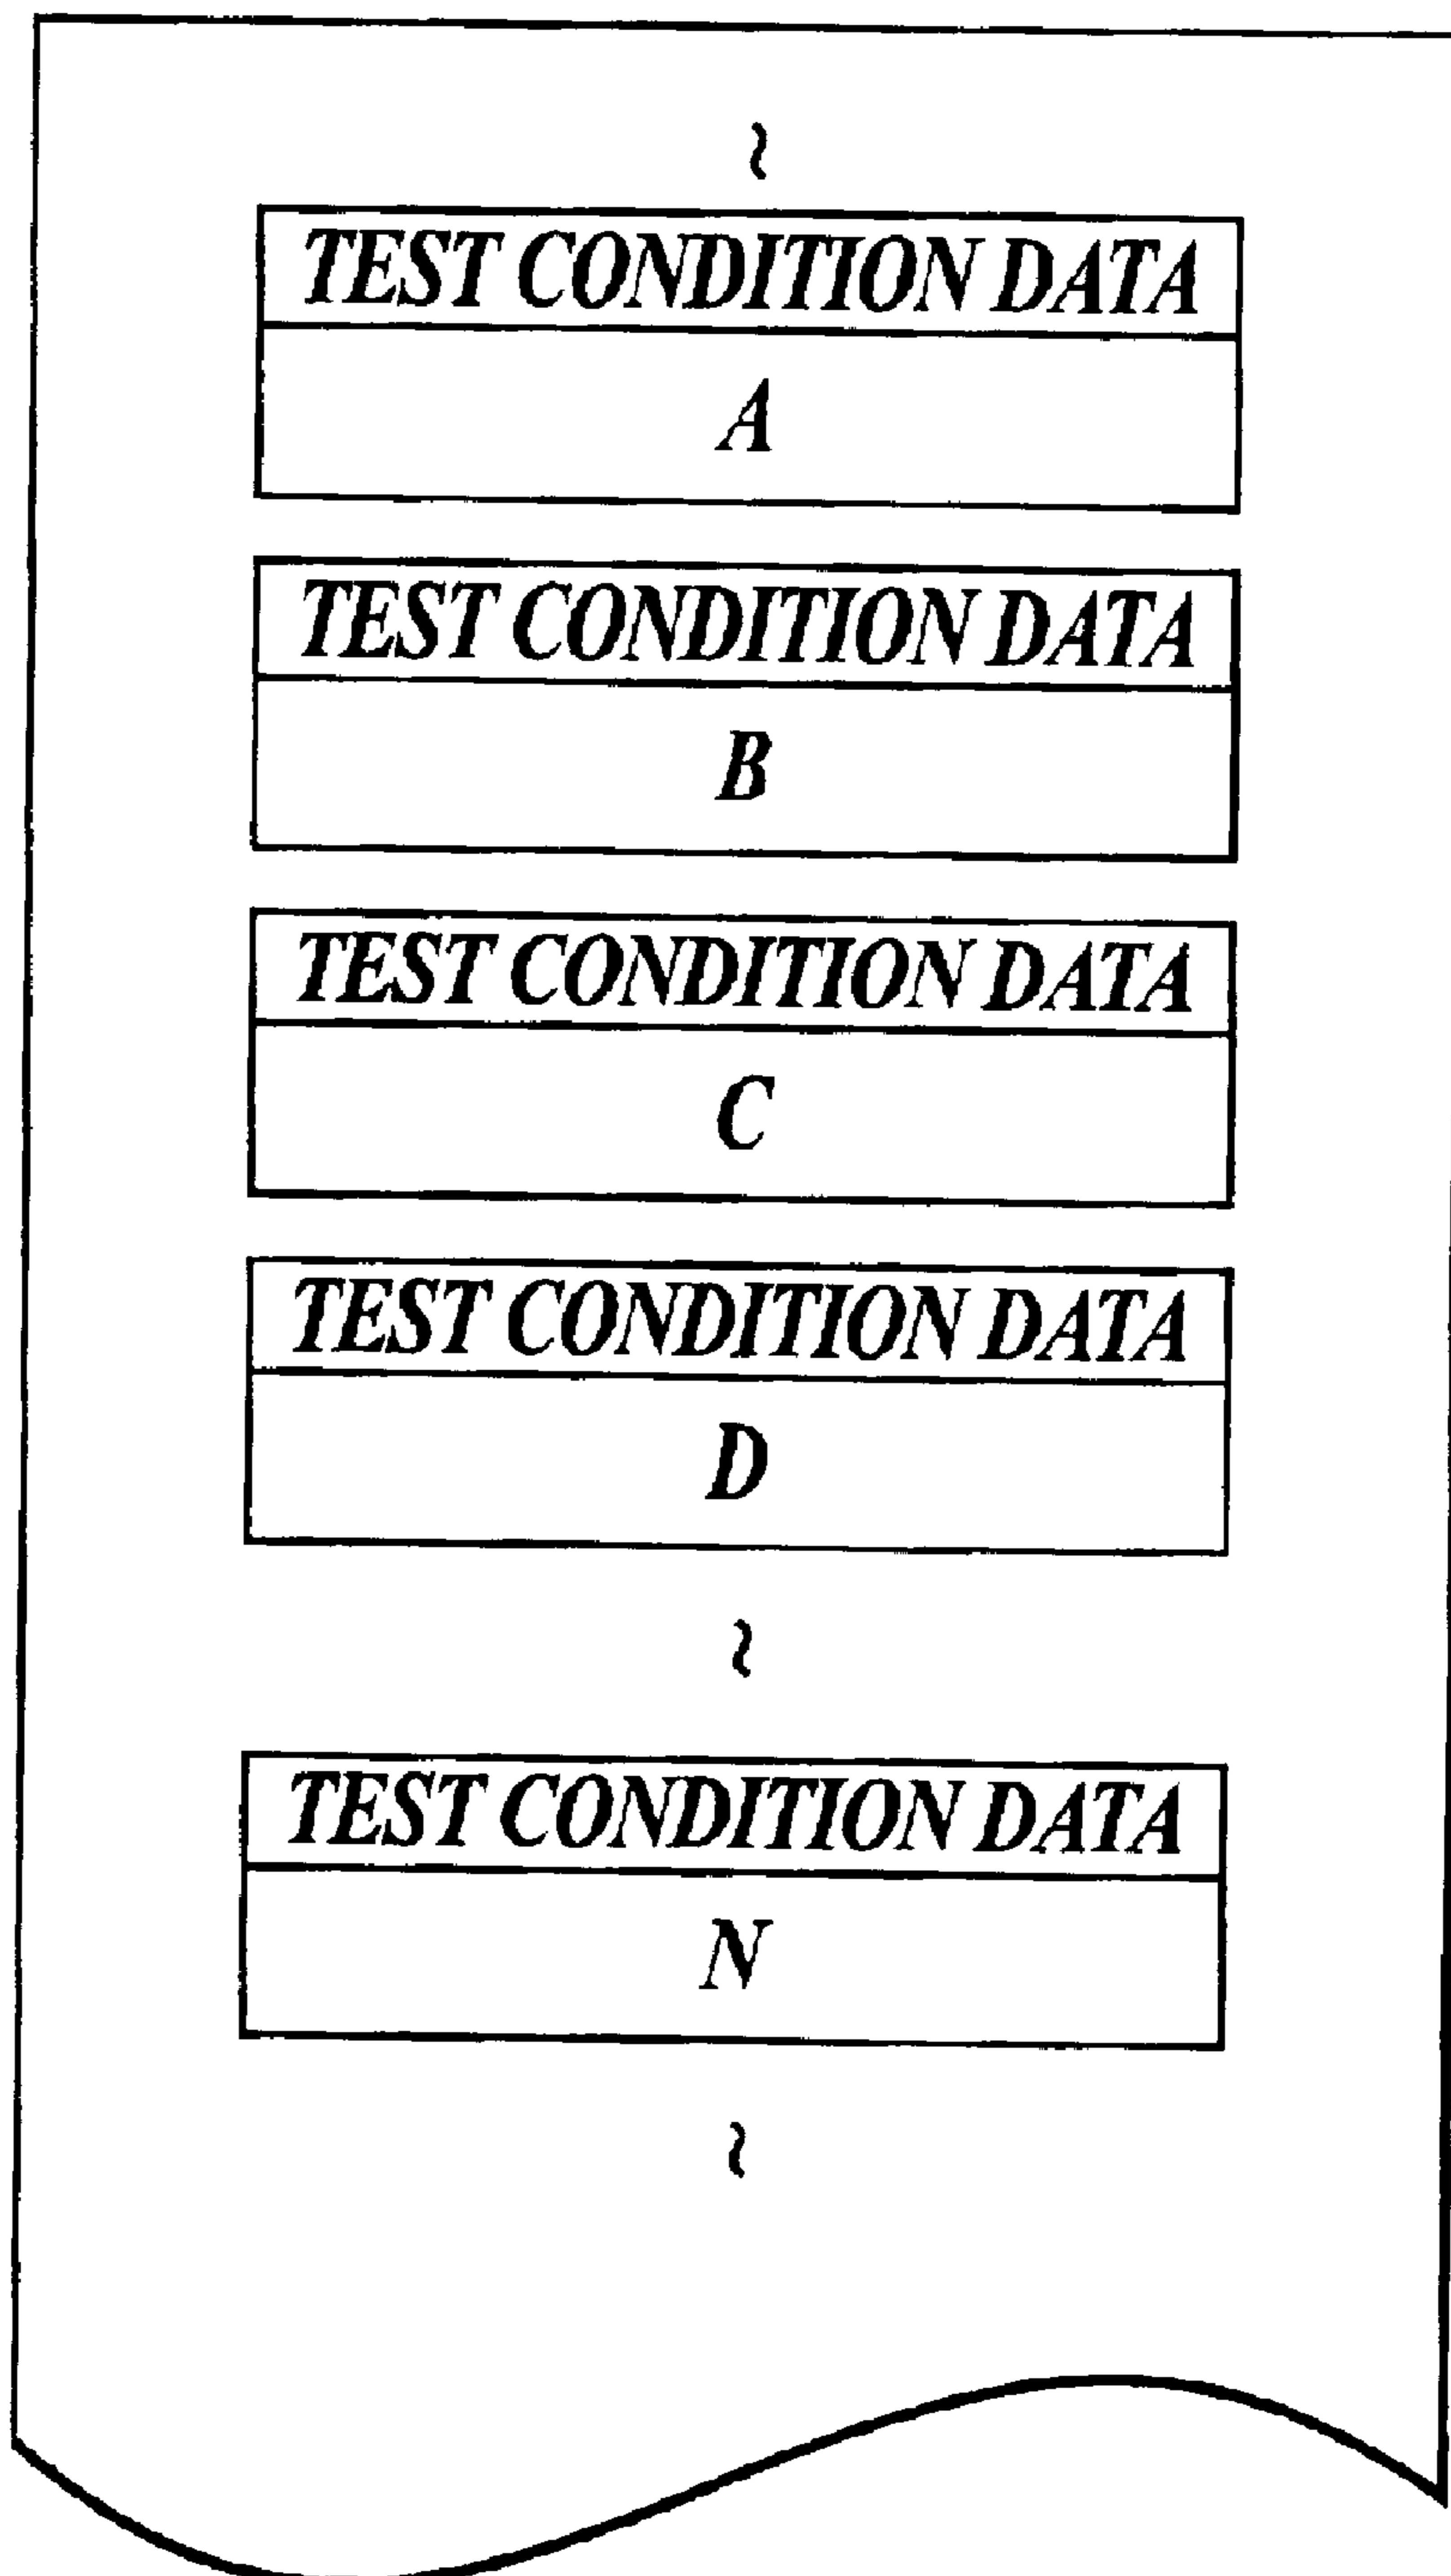 ~
TEST CONDITION DATA
A
TEST CONDITION DATA
B
TEST CONDITION DATA
C
TEST CONDITION DATA
D
~
TEST CONDITION DATA
N
~